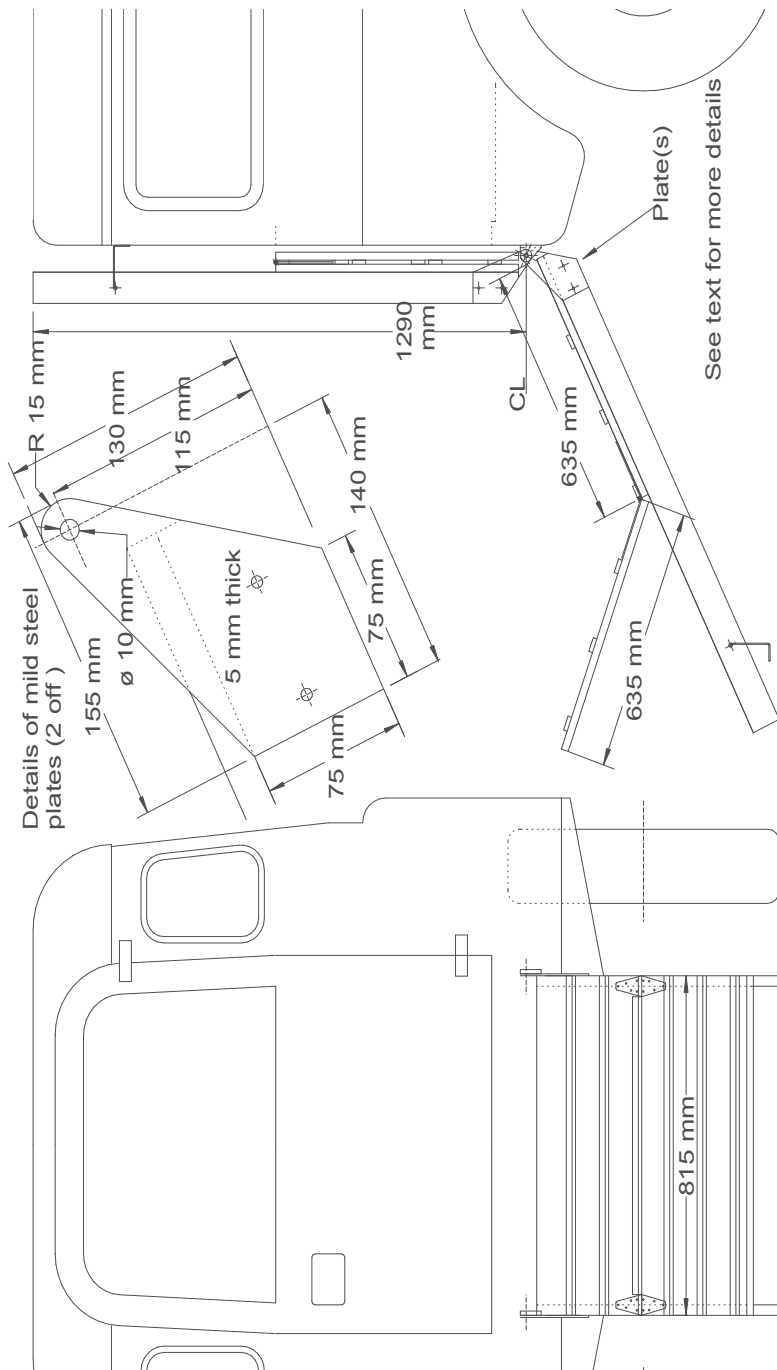 Details of mild steel
plates (2 off )
R 15 mm
155 mm
130 mm
115 mm
ø 10 mm
140 mm
5 mm thick
75 mm
75 mm
1290
mm
CL
635 mm
635 mm
Plate(s)
See text for more details
815 mm